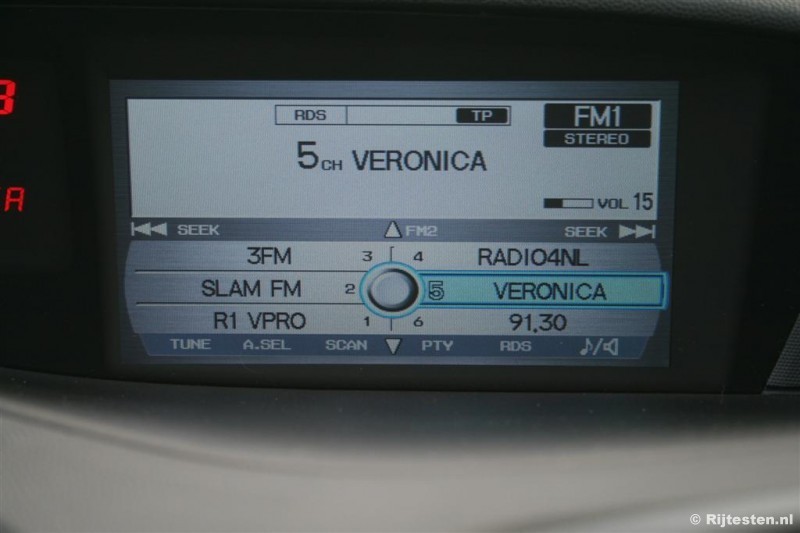 RDS TP FM1
STEREO
5CH VERONICA
VOL 15
SEEK FM2 SEEK
3FM 3 4 RADIO4NL
SLAM FM 2 5 VERONICA
R1 VPRO 1 6 91.30
TUNE A.SEL SCAN PTY RDS
A
© Rijtesten.nl